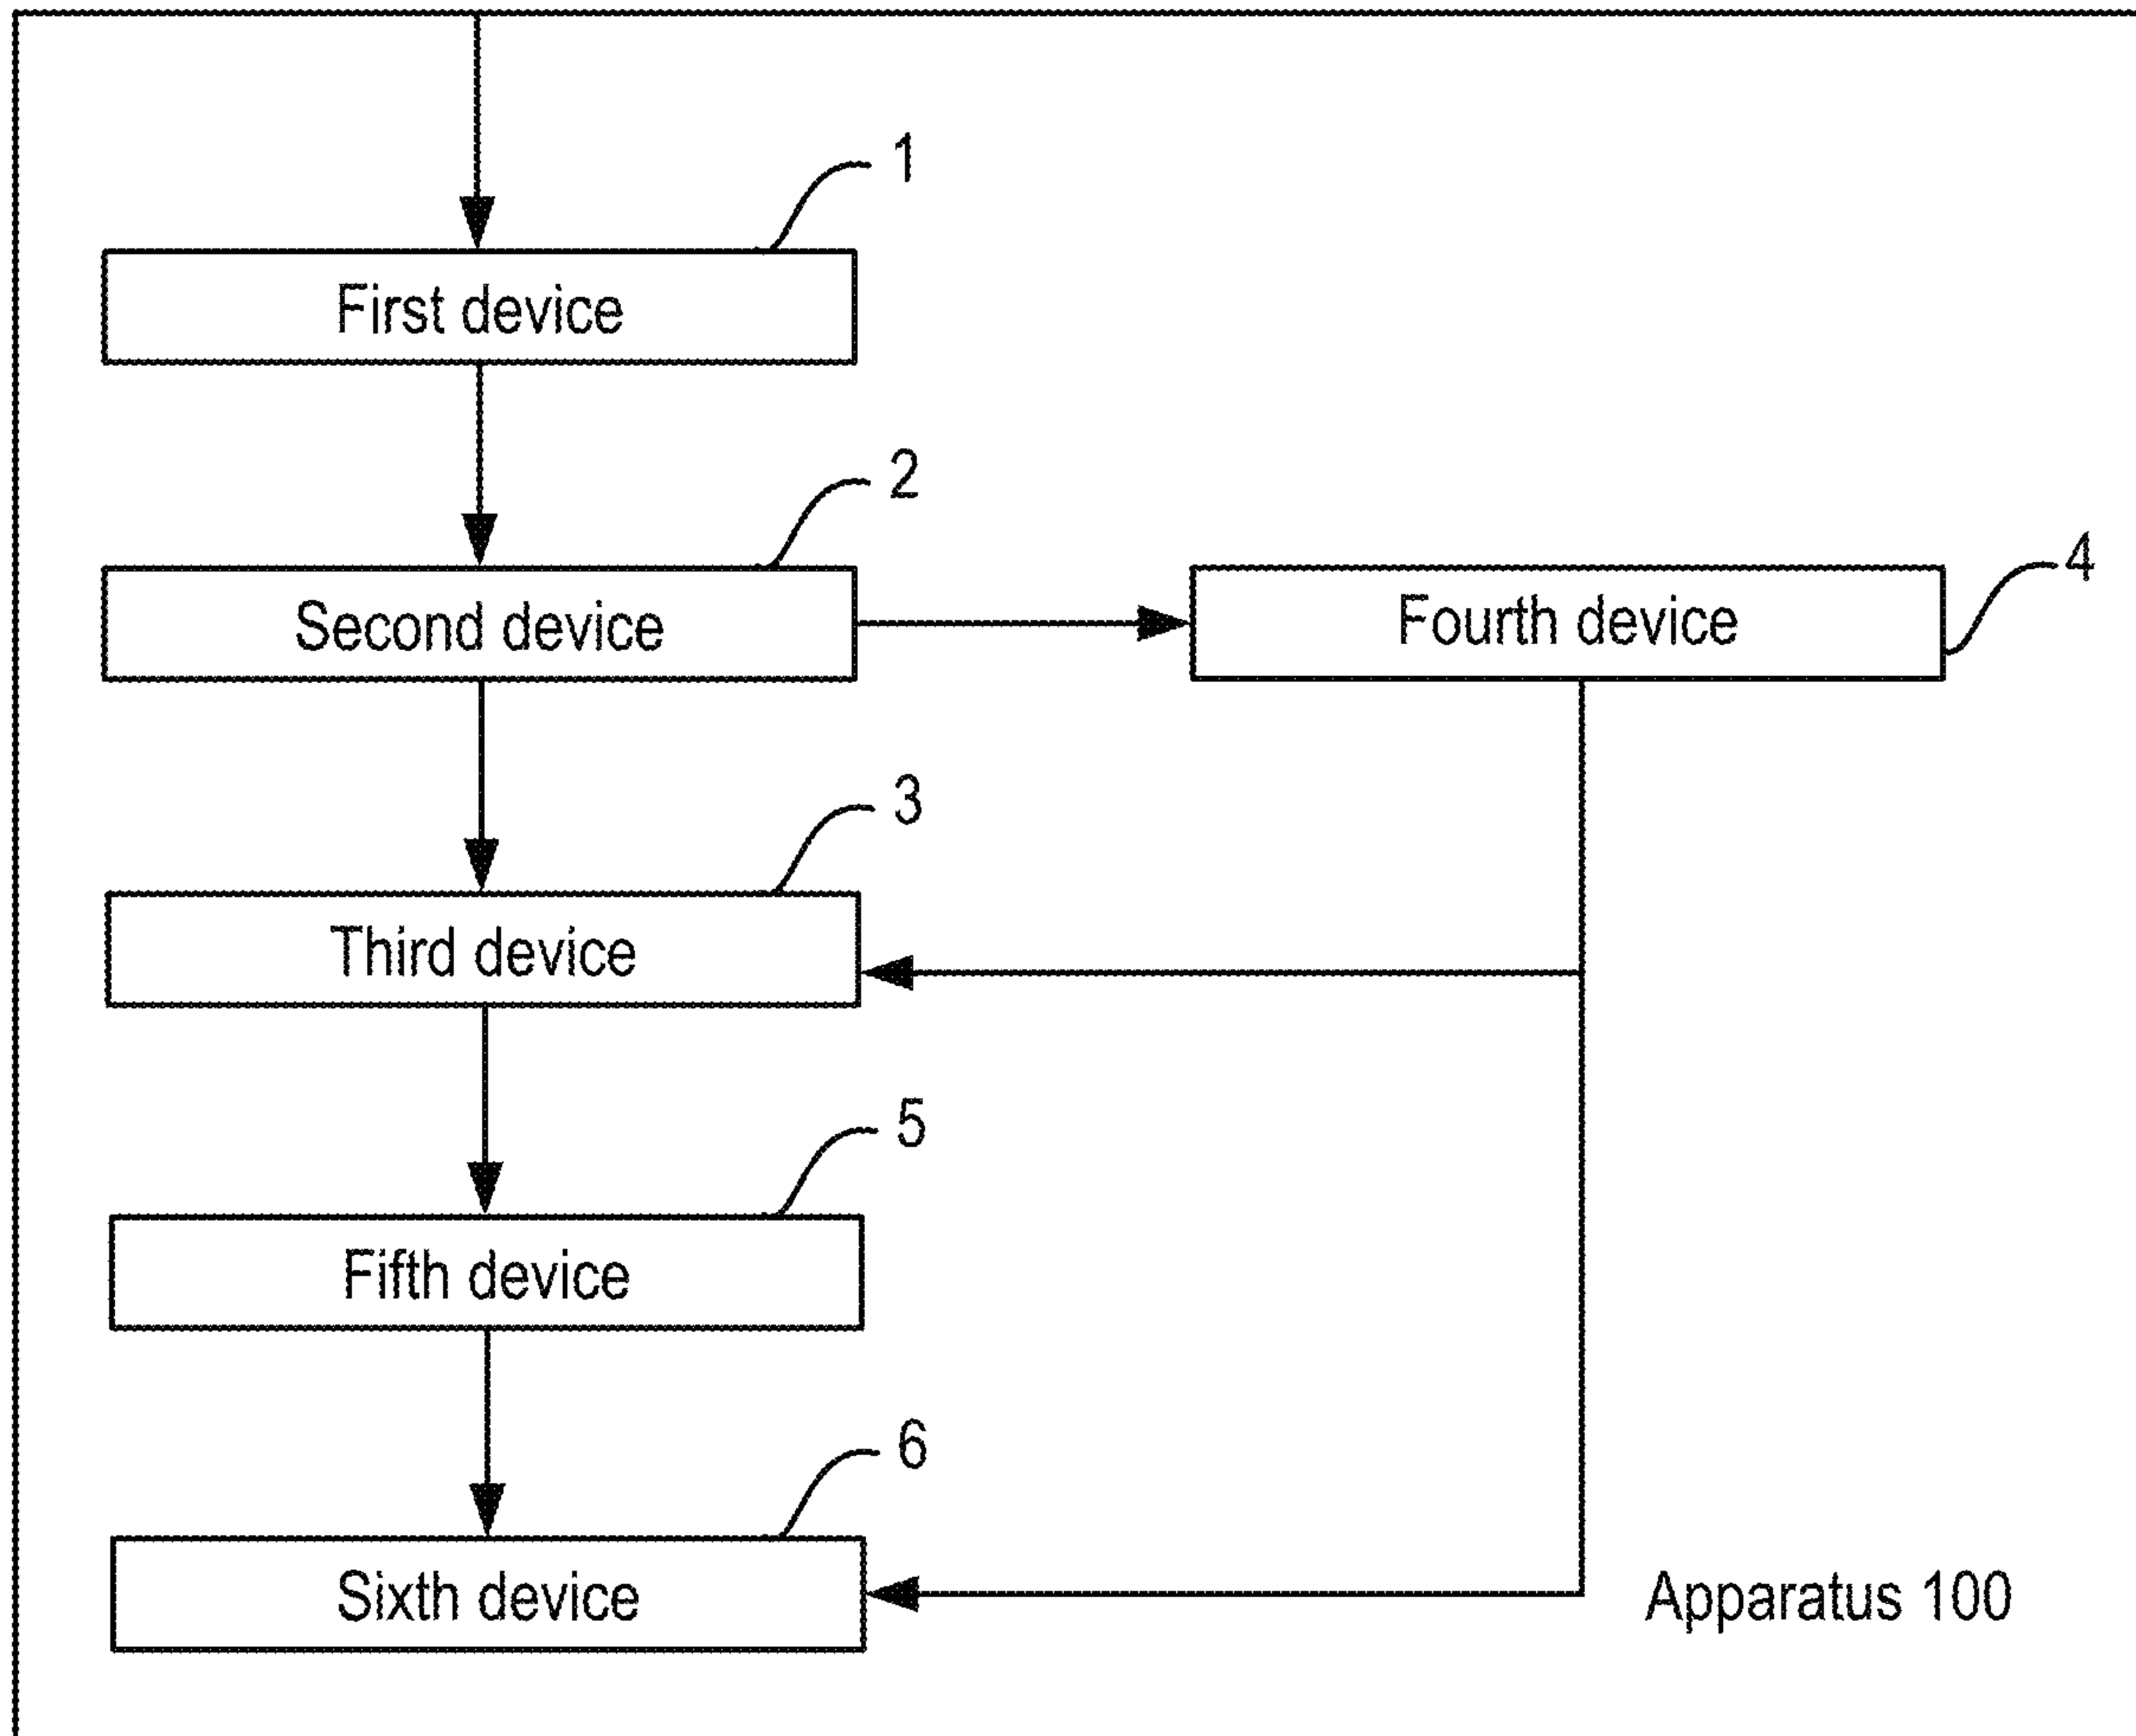 1
First device
2
Second device
4
Fourth device
3
Third device
5
Fifth device
6
Sixth device
Apparatus 100